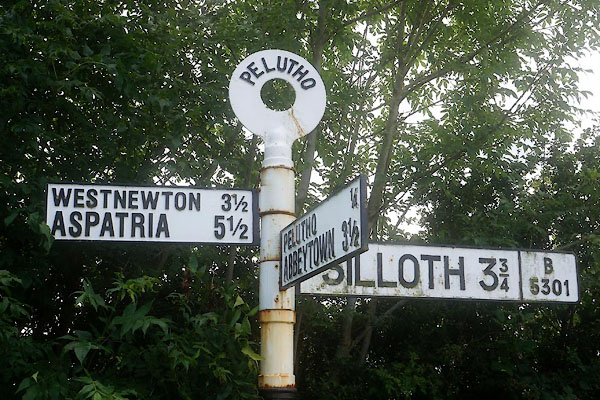 PELUTHO
WESTNEWTON 3½
ASPATRIA 5½
PELUTHO ¼
ABBEYTOWN 3½
SILLOTH 3¾
B
5301